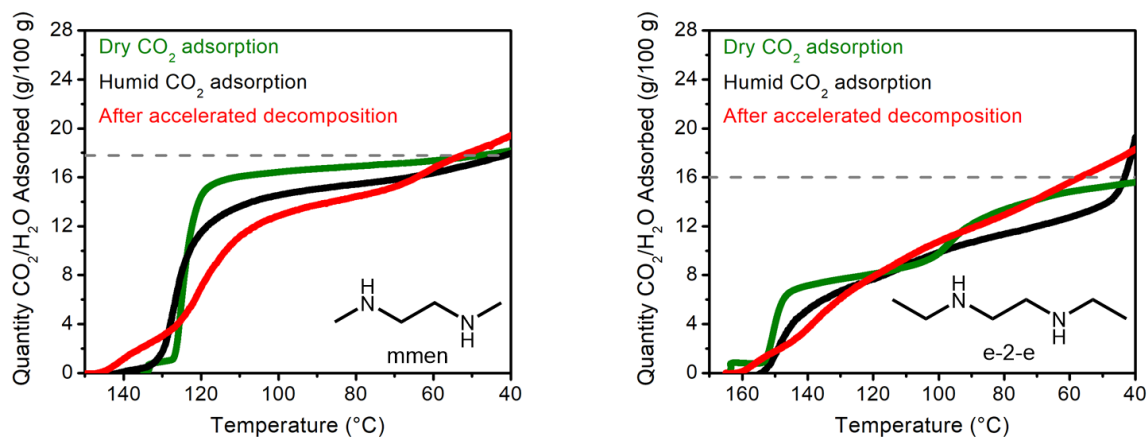 Quantity CO₂/H₂O Adsorbed (g/100 g)
28
24
20
16
12
8
4
0
Dry CO₂ adsorption
Humid CO₂ adsorption
After accelerated decomposition
H
N
N
H
mmen
140 120 100 80 60 40
Temperature (°C)
Quantity CO₂/H₂O Adsorbed (g/100 g)
28
24
20
16
12
8
4
0
Dry CO₂ adsorption
Humid CO₂ adsorption
After accelerated decomposition
H
N
N
H
e-2-e
160 140 120 100 80 60 40
Temperature (°C)